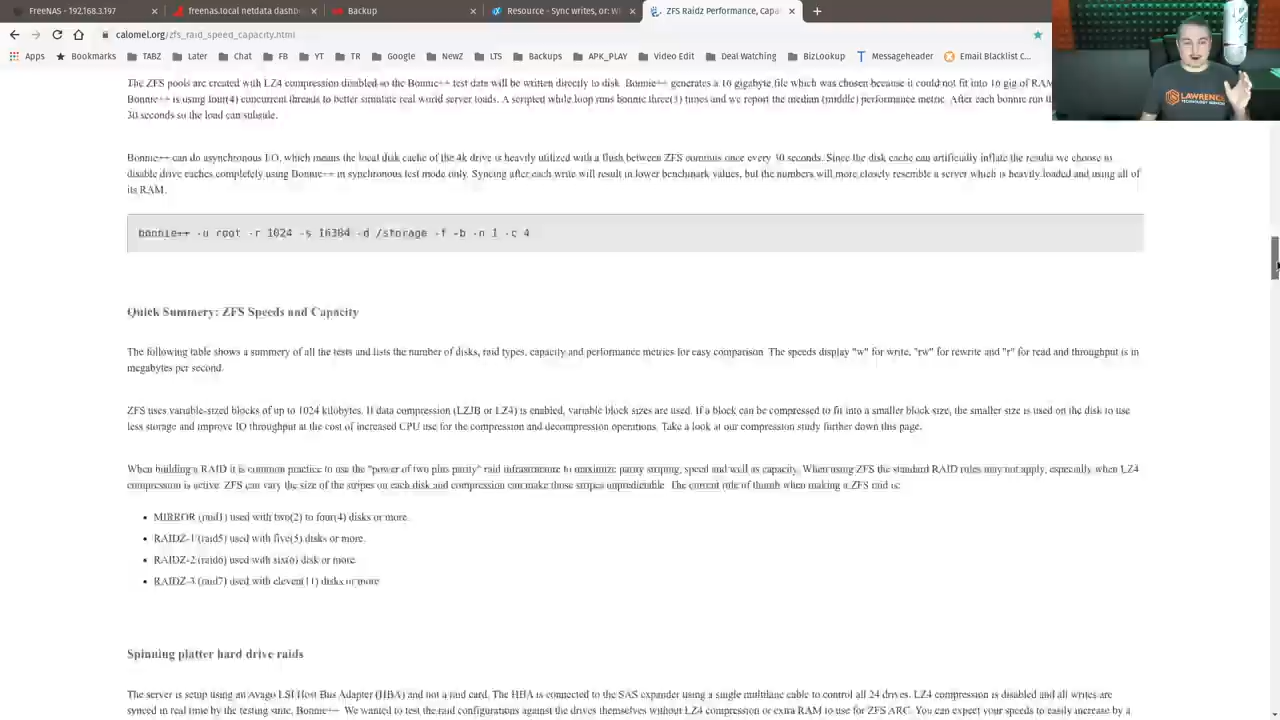 FreeNAS - 192.168.3.197
freenas.local netdata dashb
Backup
Resource - Sync writes, or: W
ZFS Raidz Performance, Capa
calomel.org/zfs_raid_speed_capacity.html
Apps
Bookmarks
TABZ
Later
Chat
FB
YT
TR
Google
NewZ
LTS
Backups
APK_PLAY
Video Edit
Deal Watching
BizLookup
Messageheader
Email Blacklist C...
LAWRENCE
The ZFS pools are created with LZ4 compression disabled so the Bonnie++ test data will be written directly to disk. Bonnie++ generates a 16 gigabyte file which was chosen because it could not fit into 16 gig of RAM
Bonnie++ is using four(4) concurrent threads to better simulate real world server loads. A scripted while loop runs bonnie three(3) times and we report the median (middle) performance metric. After each bonnie run th
30 seconds so the load can subside.
Bonnie++ can do asynchronous I/O, which means the local disk cache of the 4k drive is heavily utilized with a flush between ZFS commits once every 30 seconds. Since the disk cache can artificially inflate the results we choose to
disable drive caches completely using Bonnie++ in synchronous test mode only. Syncing after each write will result in lower benchmark values, but the numbers will more closely resemble a server which is heavily loaded and using all of
its RAM.
bonnie++ -u root -r 1024 -s 16384 -d /storage -f -b -n 1 -c 4
Quick Summary: ZFS Speeds and Capacity
The following table shows a summary of all the tests and lists the number of disks, raid types, capacity and performance metrics for easy comparison. The speeds display "w" for write, "rw" for rewrite and "r" for read and throughput is in
megabytes per second.
ZFS uses variable-sized blocks of up to 1024 kilobytes. If data compression (LZJB or LZ4) is enabled, variable block sizes are used. If a block can be compressed to fit into a smaller block size, the smaller size is used on the disk to use
less storage and improve IO throughput at the cost of increased CPU use for the compression and decompression operations. Take a look at our compression study further down this page.
When building a RAID it is common practice to use the "power of two plus parity" raid infrastructure to maximize parity striping, speed and well as capacity. When using ZFS the standard RAID rules may not apply, especially when LZ4
compression is active. ZFS can vary the size of the stripes on each disk and compression can make those stripes unpredictable. The current rule of thumb when making a ZFS raid is:
• MIRROR (raid1) used with two(2) to four(4) disks or more.
• RAIDZ-1 (raid5) used with five(5) disks or more.
• RAIDZ-2 (raid6) used with six(6) disk or more.
• RAIDZ-3 (raid7) used with eleven(11) disks or more
Spinning platter hard drive raids
The server is setup using an Avago LSI Host Bus Adapter (HBA) and not a raid card. The HBA is connected to the SAS expander using a single multilane cable to control all 24 drives. LZ4 compression is disabled and all writes are
synced in real time by the testing suite, Bonnie++. We wanted to test the raid configurations against the drives themselves without LZ4 compression or extra RAM to use for ZFS ARC. You can expect your speeds to easily increase by a